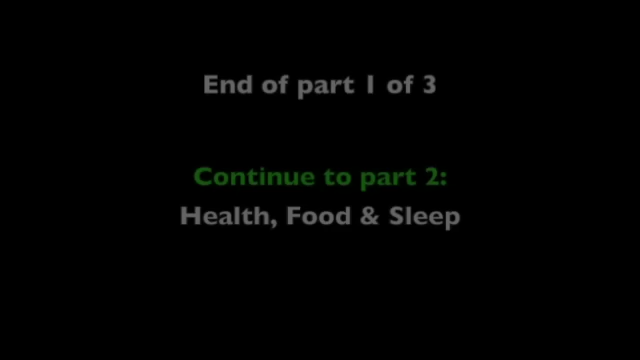 End of part 1 of 3
Continue to part 2:
Health, Food & Sleep